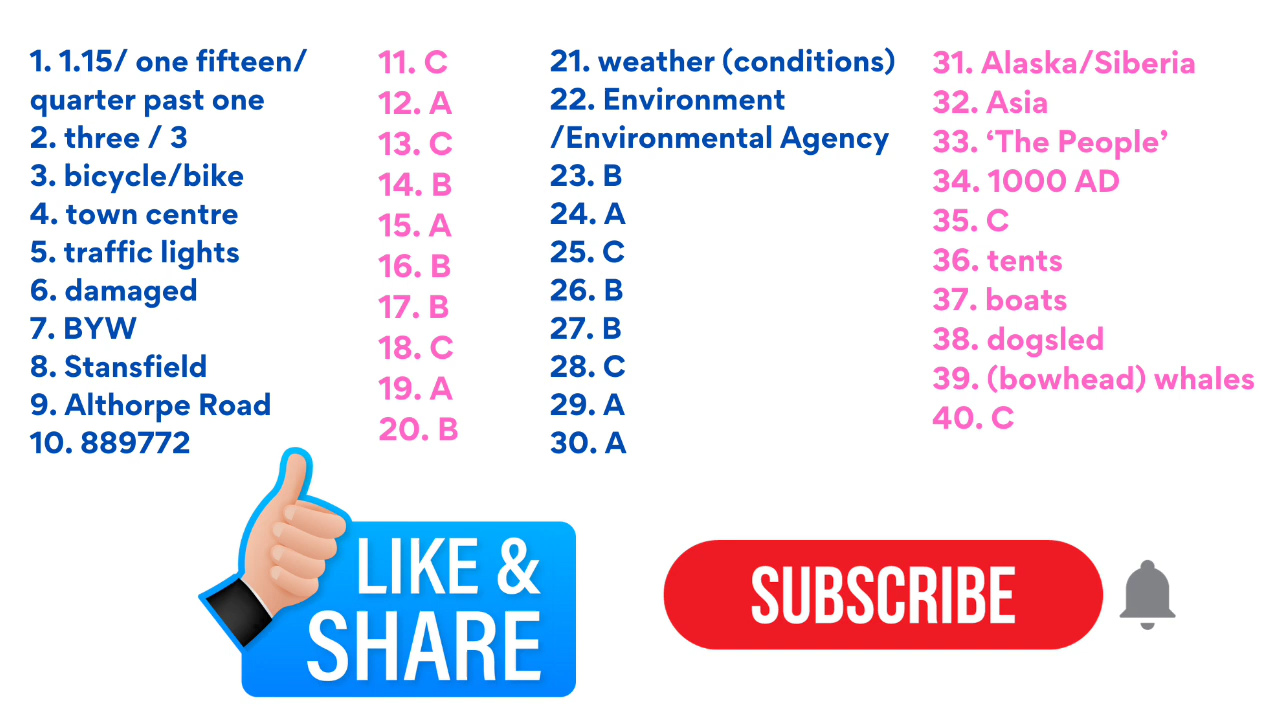 1. 1.15/ one fifteen/
quarter past one
2. three / 3
3. bicycle/bike
4. town centre
5. traffic lights
6. damaged
7. BYW
8. Stansfield
9. Althorpe Road
10. 889772
11. C
12. A
13. C
14. B
15. A
16. B
17. B
18. C
19. A
20. B
21. weather (conditions)
22. Environment
/Environmental Agency
23. B
24. A
25. C
26. B
27. B
28. C
29. A
30. A
31. Alaska/Siberia
32. Asia
33. ‘The People’
34. 1000 AD
35. C
36. tents
37. boats
38. dogsled
39. (bowhead) whales
40. C
LIKE &
SHARE
SUBSCRIBE